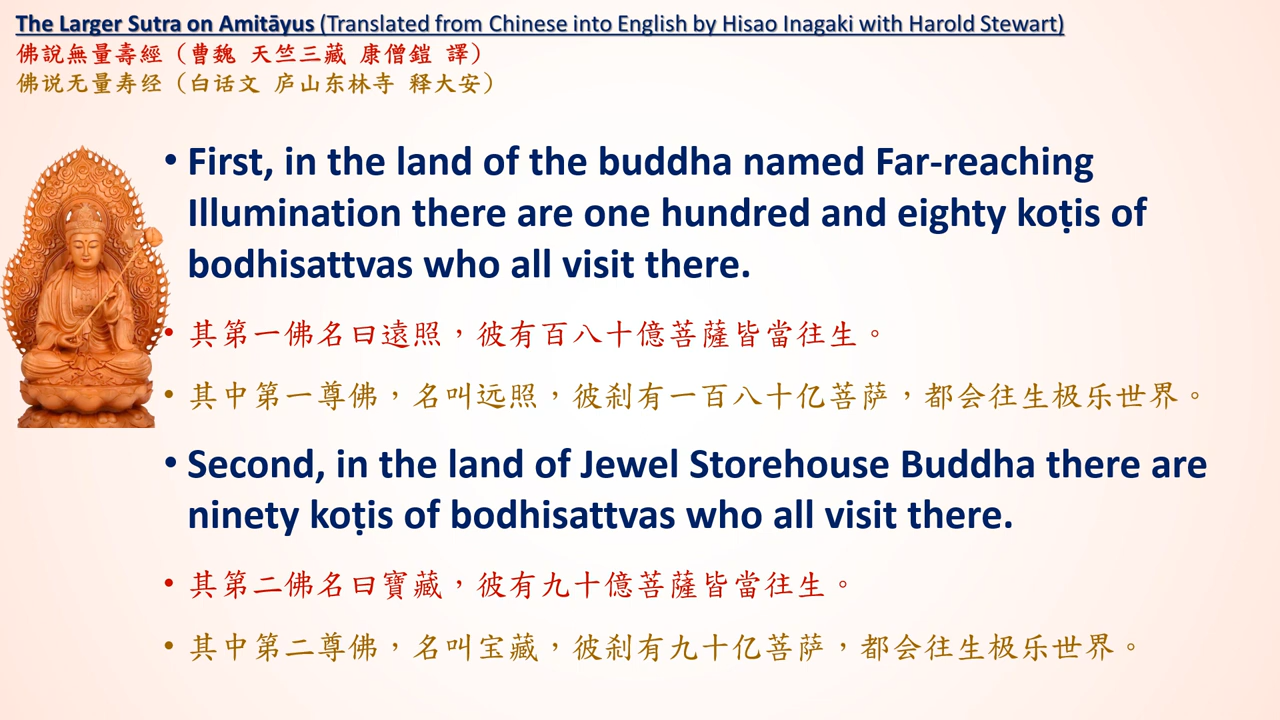 The Larger Sutra on Amitāyus (Translated from Chinese into English by Hisao Inagaki with Harold Stewart)
佛說無量壽經（曹魏 天竺三藏 康僧鎧 譯）
佛说无量寿经（白话文 庐山东林寺 释大安）
• First, in the land of the buddha named Far-reaching
Illumination there are one hundred and eighty koṭis of
bodhisattvas who all visit there.
• 其第一佛名曰遠照，彼有百八十億菩薩皆當往生。
• 其中第一尊佛，名叫远照，彼刹有一百八十亿菩萨，都会往生极乐世界。
• Second, in the land of Jewel Storehouse Buddha there are
ninety koṭis of bodhisattvas who all visit there.
• 其第二佛名曰寶藏，彼有九十億菩薩皆當往生。
• 其中第二尊佛，名叫宝藏，彼刹有九十亿菩萨，都会往生极乐世界。